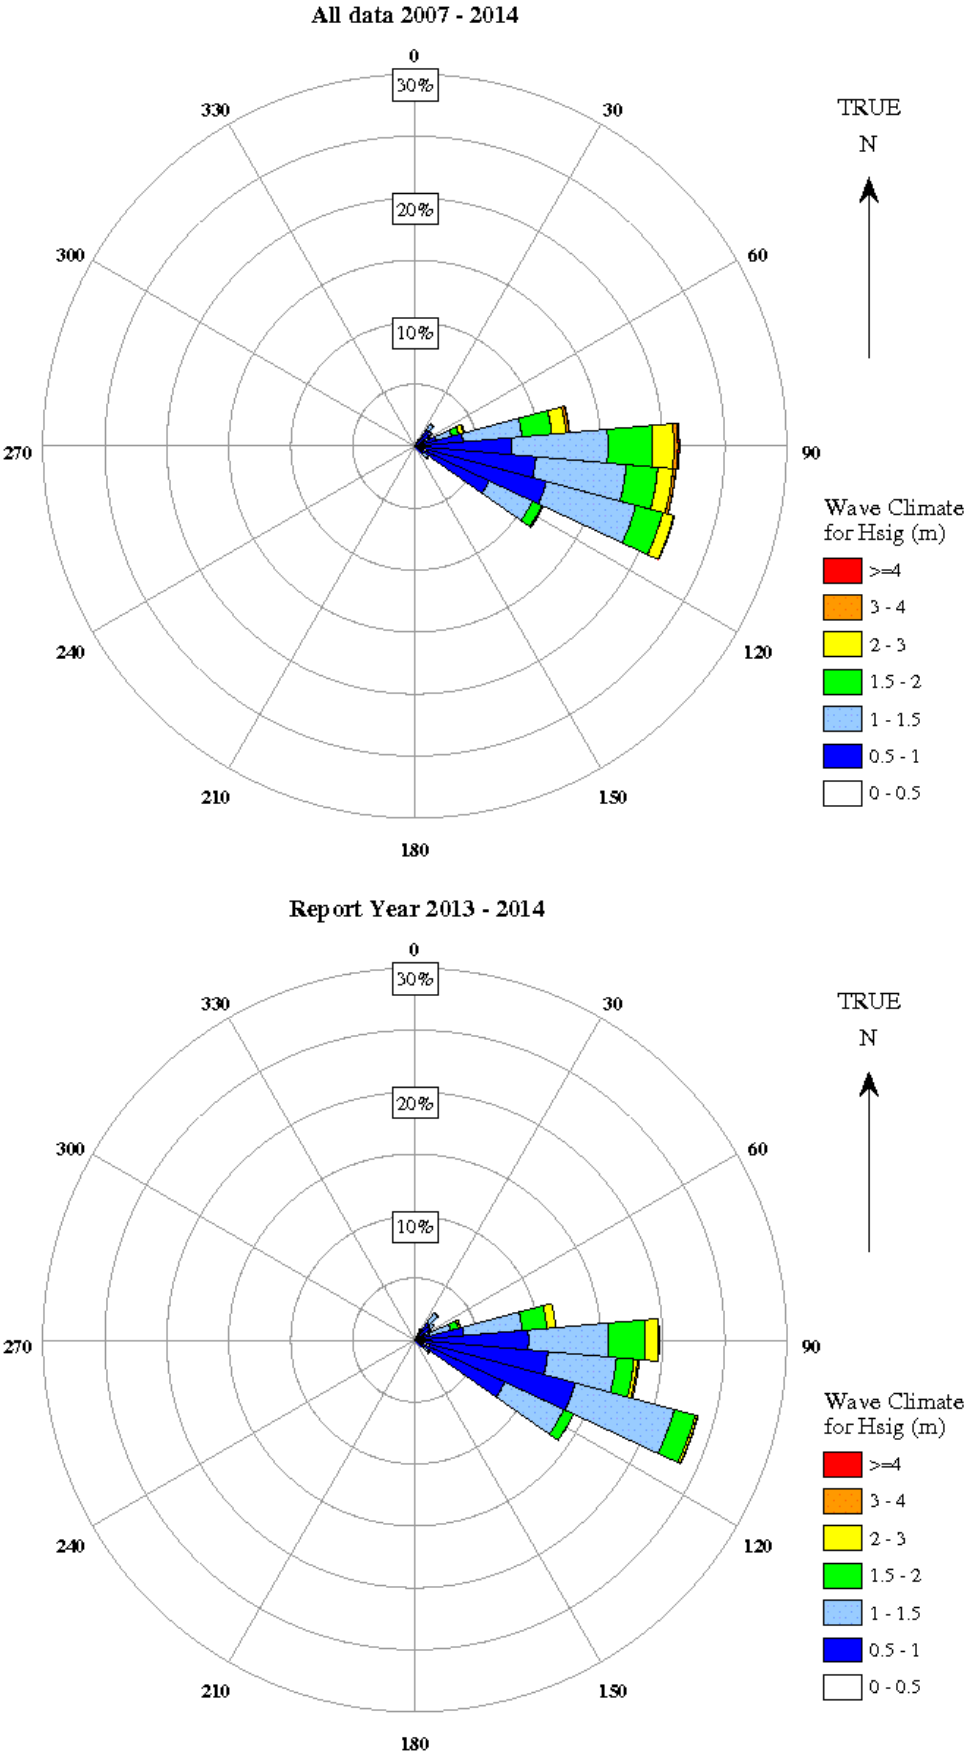 All data 2007 - 2014
0
30%
330
30
TRUE
N
20%
300
60
10%
270
90
Wave Climate
for Hsig (m)
>=4
3 - 4
240
120
2 - 3
1.5 - 2
1 - 1.5
0.5 - 1
210
150
0 - 0.5
180
Report Year 2013 - 2014
0
30%
330
30
TRUE
N
20%
300
60
10%
270
90
Wave Climate
for Hsig (m)
>=4
3 - 4
240
120
2 - 3
1.5 - 2
1 - 1.5
0.5 - 1
210
150
0 - 0.5
180